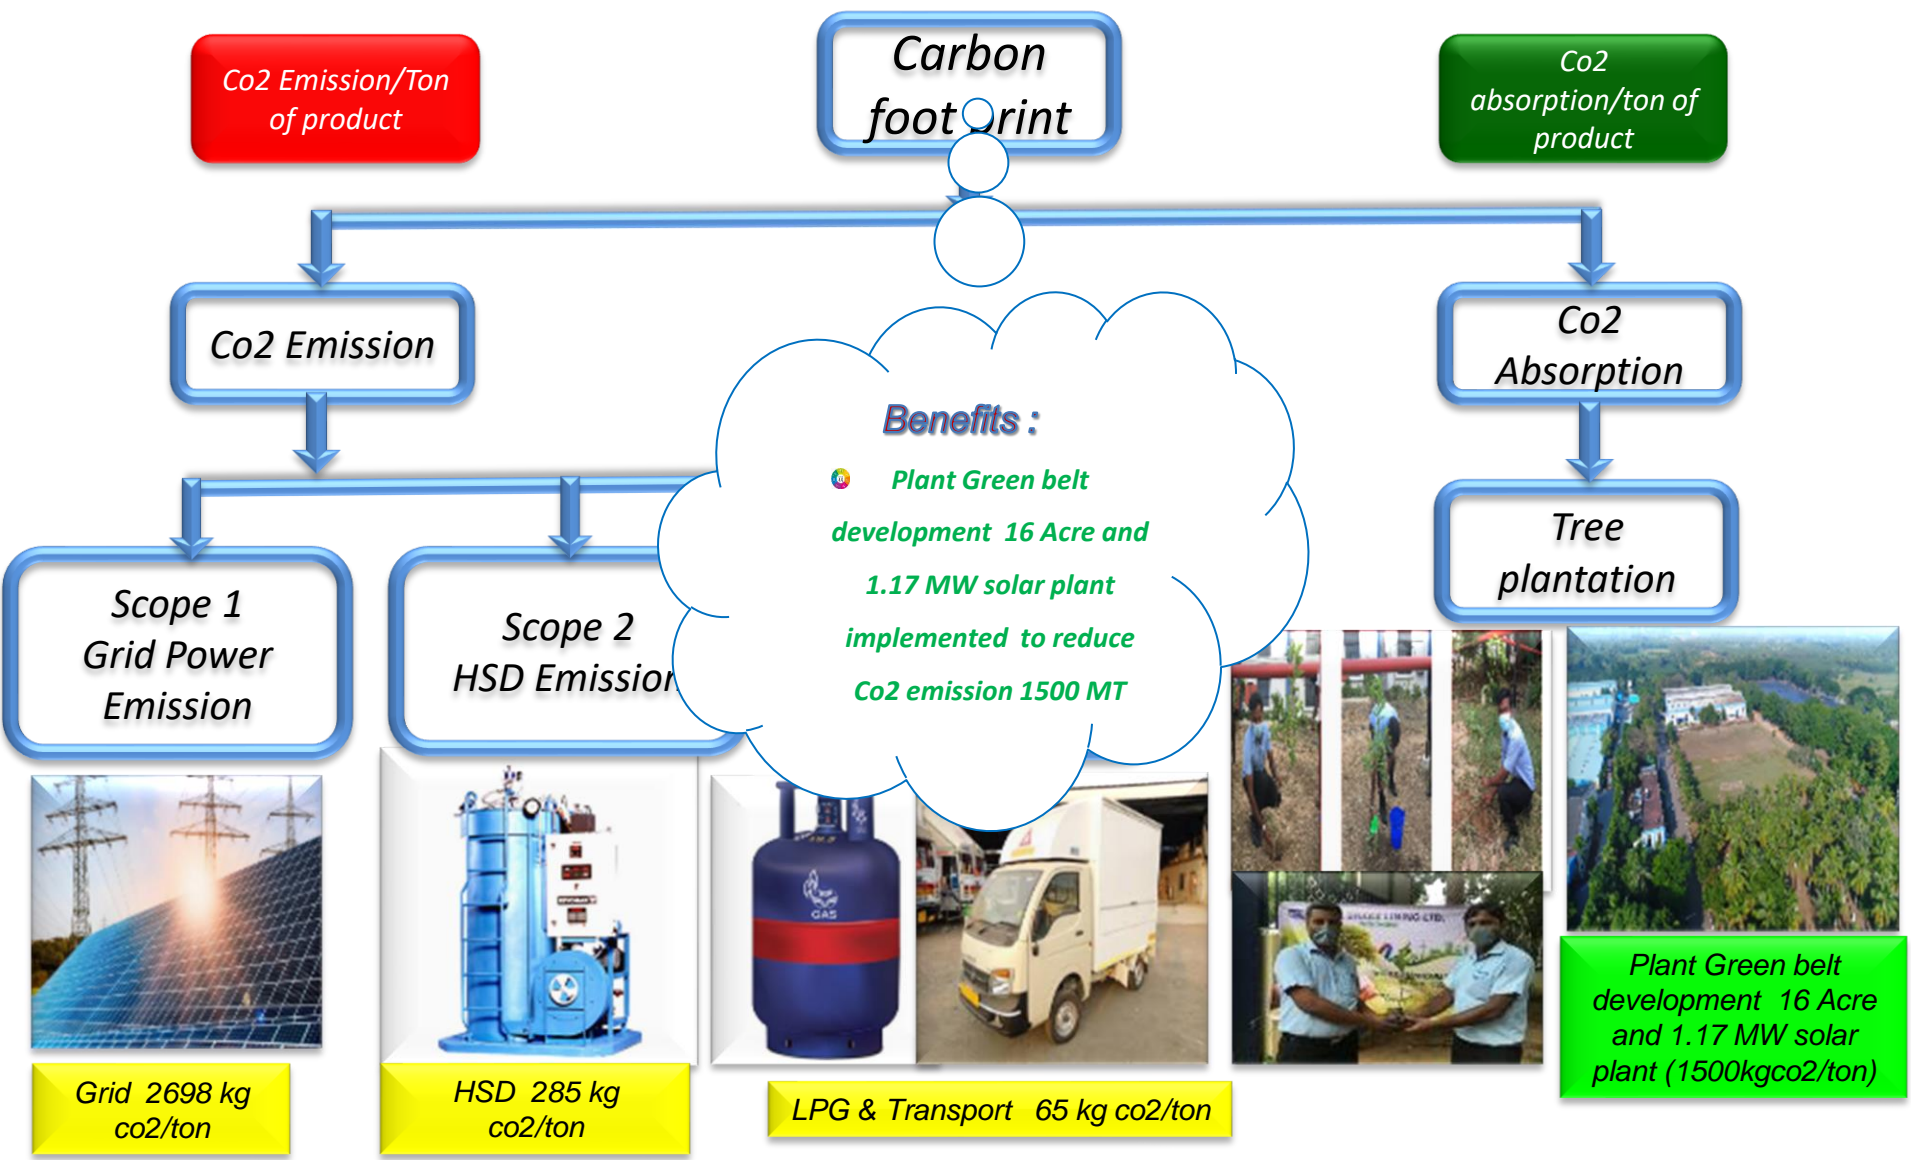 Co2 Emission/Ton
of product
Carbon
foot print
Co2
absorption/ton of
product
Co2 Emission
Co2
Absorption
Benefits :
Plant Green belt
development 16 Acre and
1.17 MW solar plant
implemented to reduce
Co2 emission 1500 MT
Scope 1
Grid Power
Emission
Scope 2
HSD Emission
Tree
plantation
GAS
Grid 2698 kg
co2/ton
HSD 285 kg
co2/ton
LPG & Transport 65 kg co2/ton
Plant Green belt
development 16 Acre
and 1.17 MW solar
plant (1500kgco2/ton)